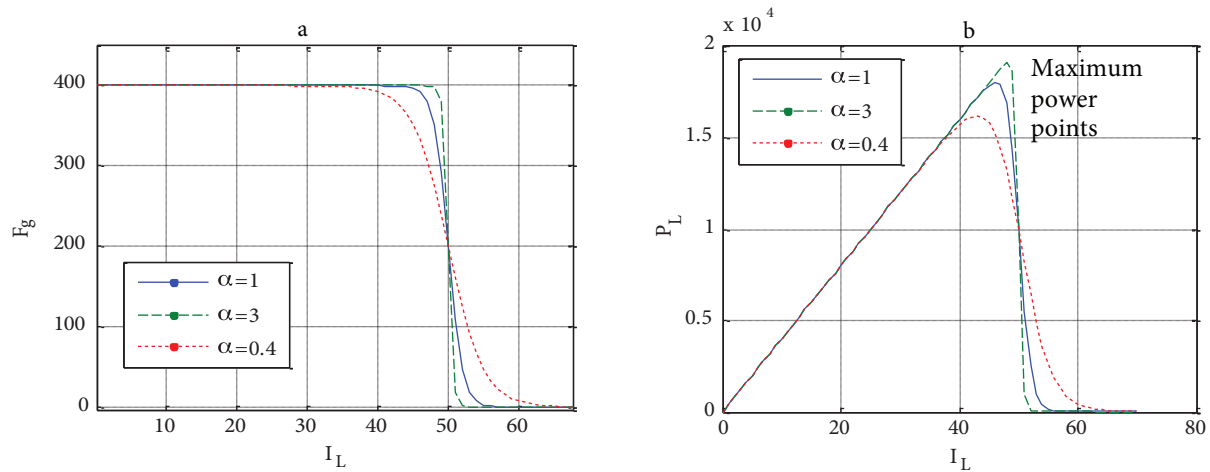 a
400
300
200
100
0
10
20
30
40
50
60
F_g
I_L
α=1
α=3
α=0.4
x 10^4
b
2
1.5
1
0.5
0
0
20
40
60
80
P_L
I_L
α=1
α=3
α=0.4
Maximum
power
points